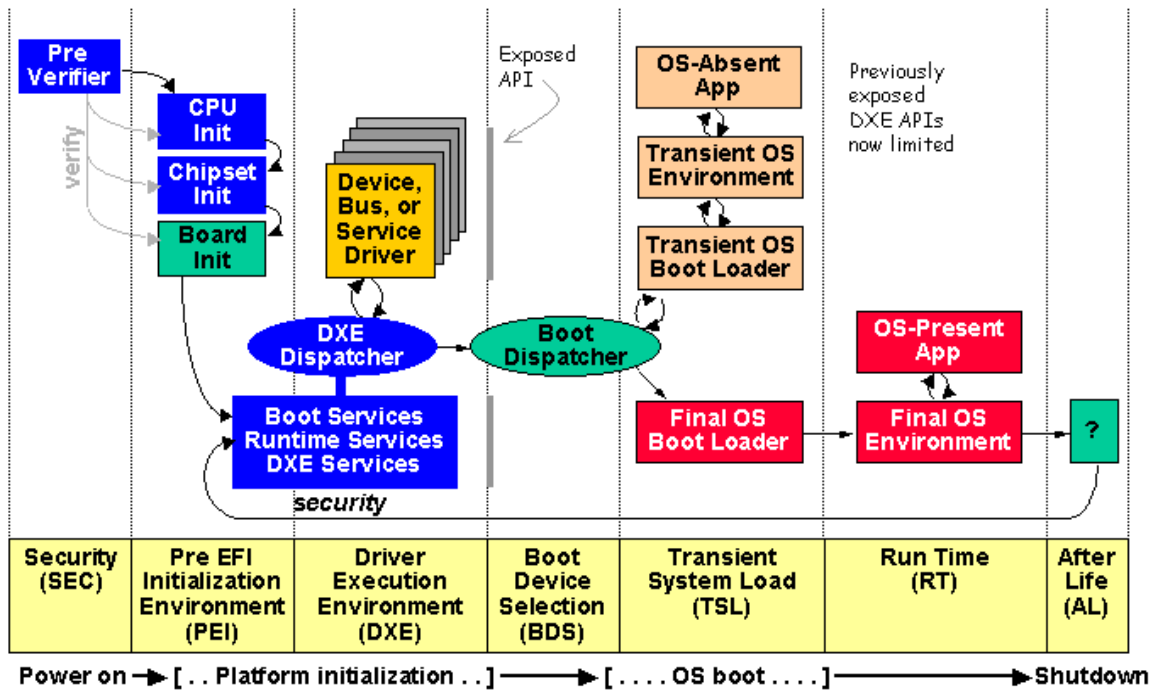 Pre
Verifier
verify
CPU
Init
Chipset
Init
Board
Init
Device,
Bus, or
Service
Driver
Exposed
API
DXE
Dispatcher
Boot
Dispatcher
Boot Services
Runtime Services
DXE Services
security
OS-Absent
App
Transient OS
Environment
Transient OS
Boot Loader
Final OS
Boot Loader
Previously
exposed
DXE APIs
now limited
OS-Present
App
Final OS
Environment
?
Security
(SEC)
Pre EFI
Initialization
Environment
(PEI)
Driver
Execution
Environment
(DXE)
Boot
Device
Selection
(BDS)
Transient
System Load
(TSL)
Run Time
(RT)
After
Life
(AL)
Power on [ . . Platform initialization . . ] [ . . . . OS boot . . . . ] Shutdown